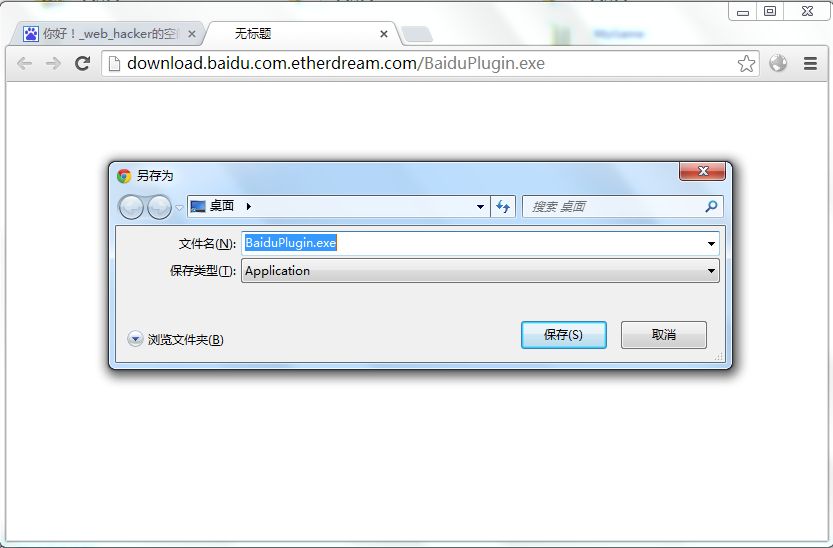 你好！_web_hacker的空间
无标题
download.baidu.com.etherdream.com/BaiduPlugin.exe
另存为
桌面
搜索 桌面
文件名(N):
BaiduPlugin.exe
保存类型(T):
Application
浏览文件夹(B)
保存(S)
取消